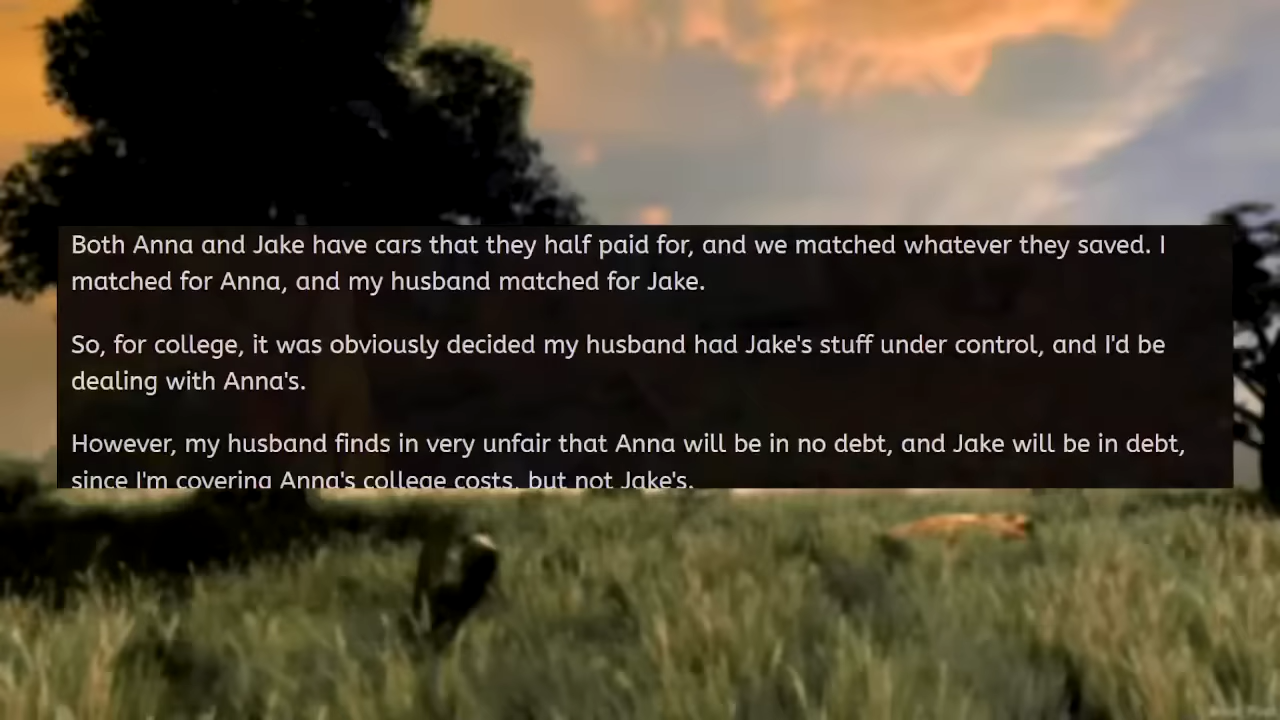 Both Anna and Jake have cars that they half paid for, and we matched whatever they saved. I
matched for Anna, and my husband matched for Jake.
So, for college, it was obviously decided my husband had Jake's stuff under control, and I'd be
dealing with Anna's.
However, my husband finds in very unfair that Anna will be in no debt, and Jake will be in debt,
since I'm covering Anna's college costs, but not Jake's.